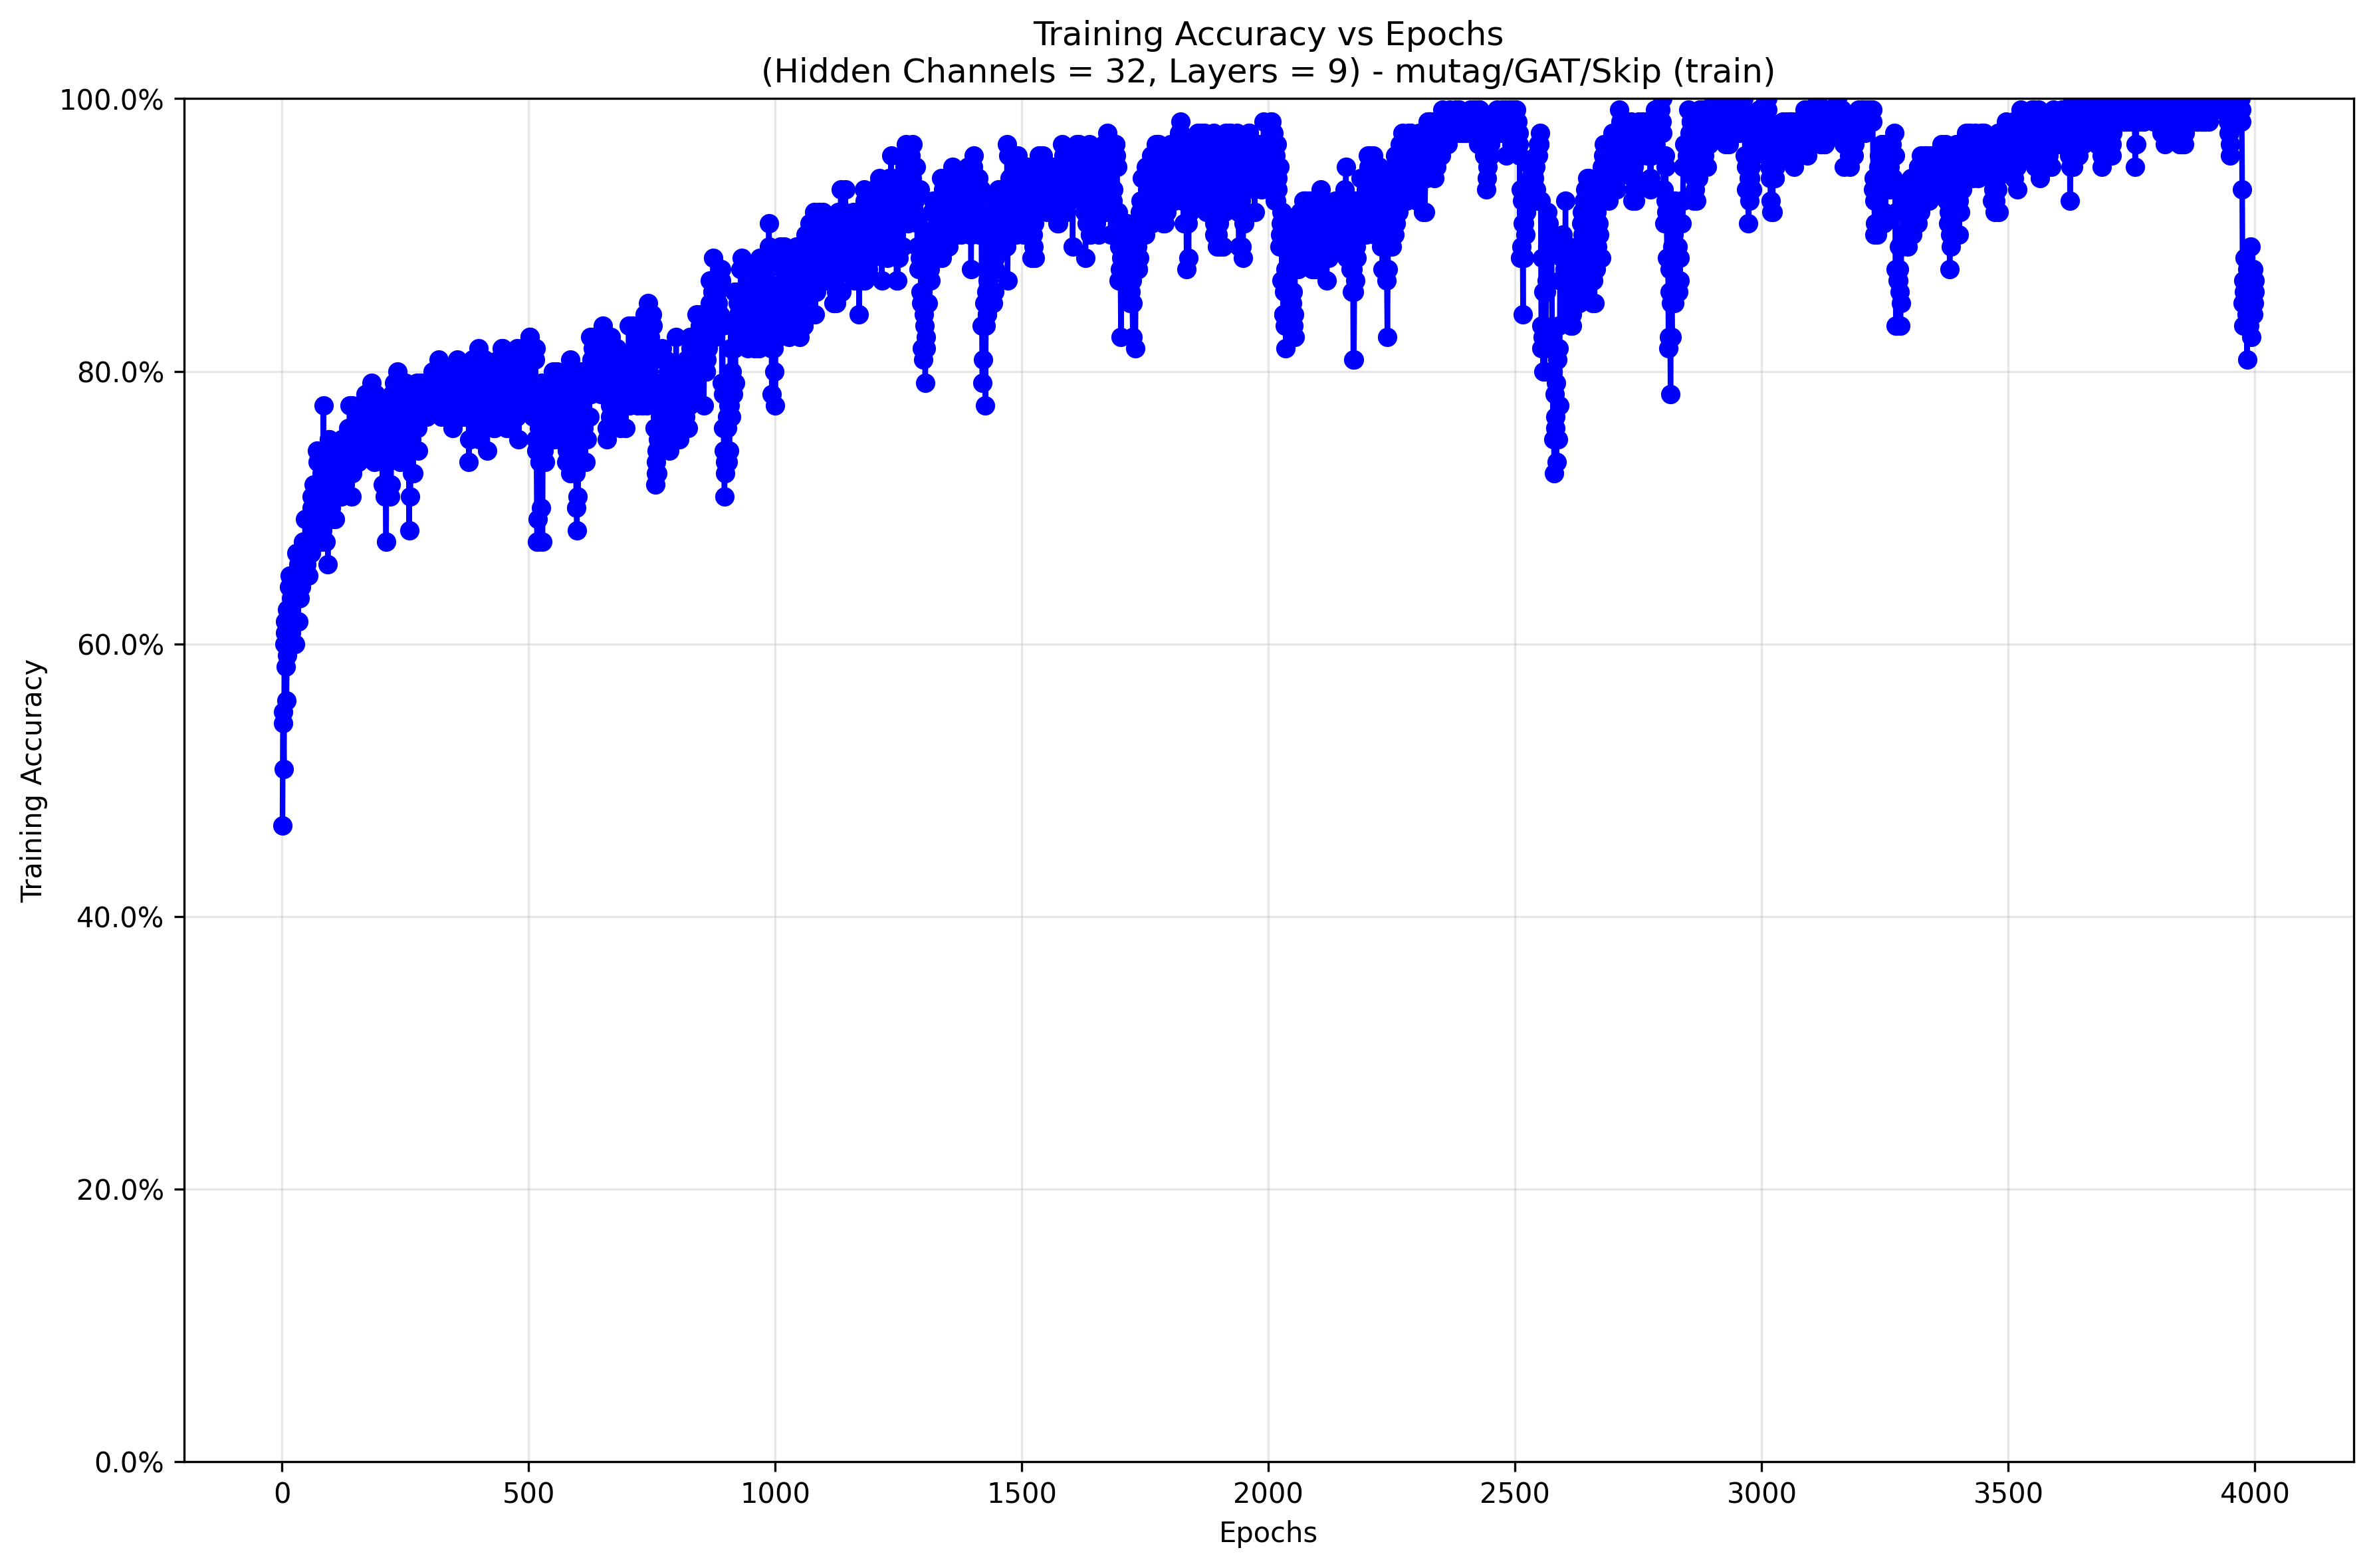 Training Accuracy vs Epochs
(Hidden Channels = 32, Layers = 9) - mutag/GAT/Skip (train)
100.0%
80.0%
60.0%
40.0%
20.0%
0.0%
Training Accuracy
0 500 1000 1500 2000 2500 3000 3500 4000
Epochs